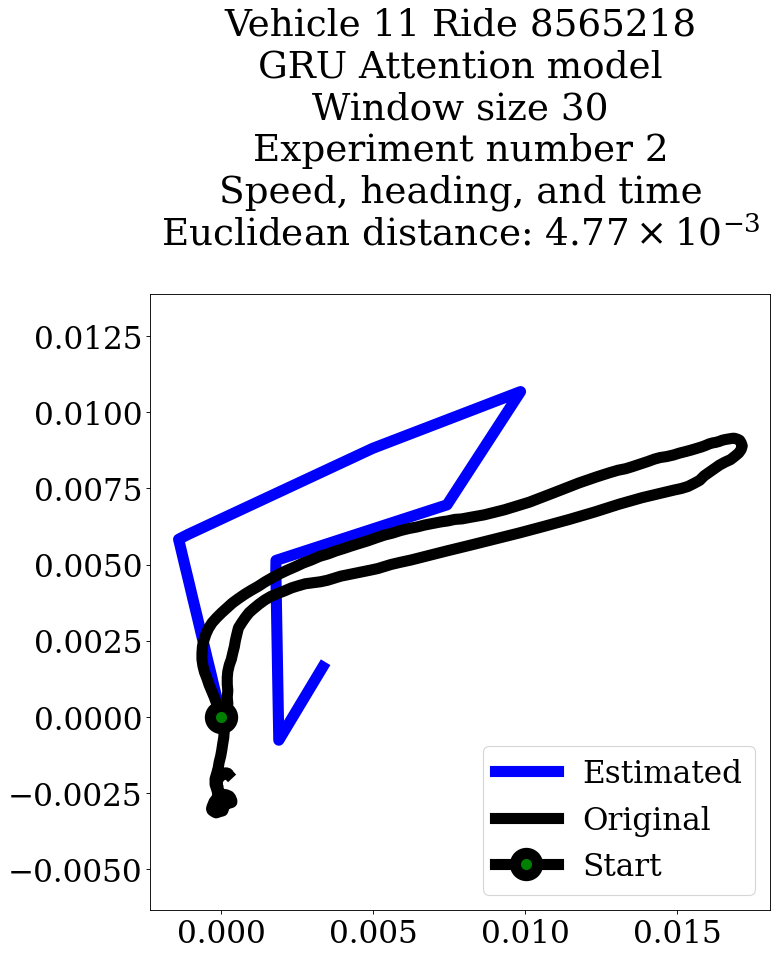 Vehicle 11 Ride 8565218
GRU Attention model
Window size 30
Experiment number 2
Speed, heading, and time
Euclidean distance: 4.77 × 10⁻³
0.0125
0.0100
0.0075
0.0050
0.0025
0.0000
−0.0025
−0.0050
Estimated
Original
Start
0.000 0.005 0.010 0.015